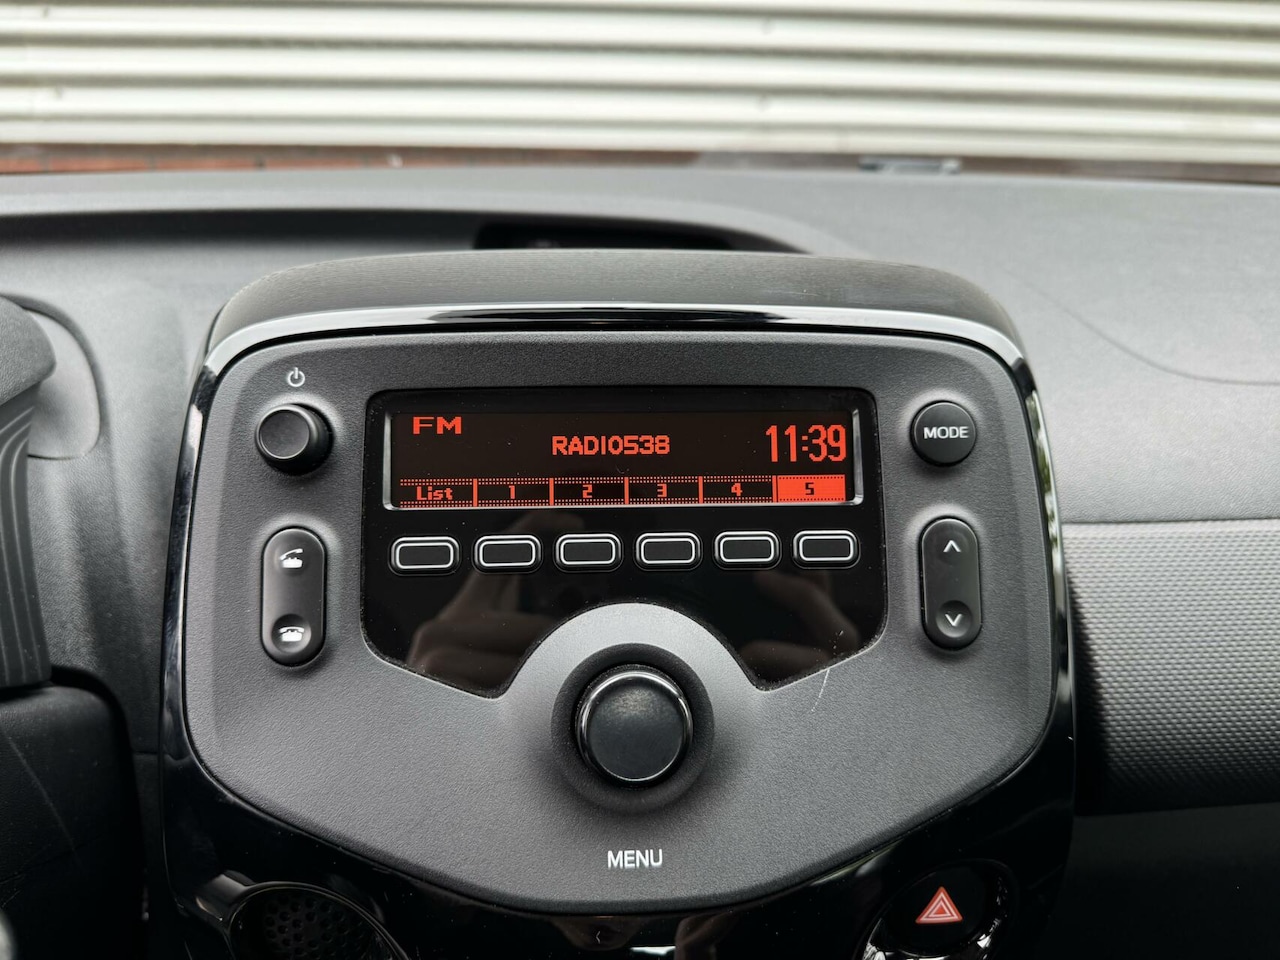 FM
RADIO538
11:39
List 1 2 3 4 5
MODE
MENU